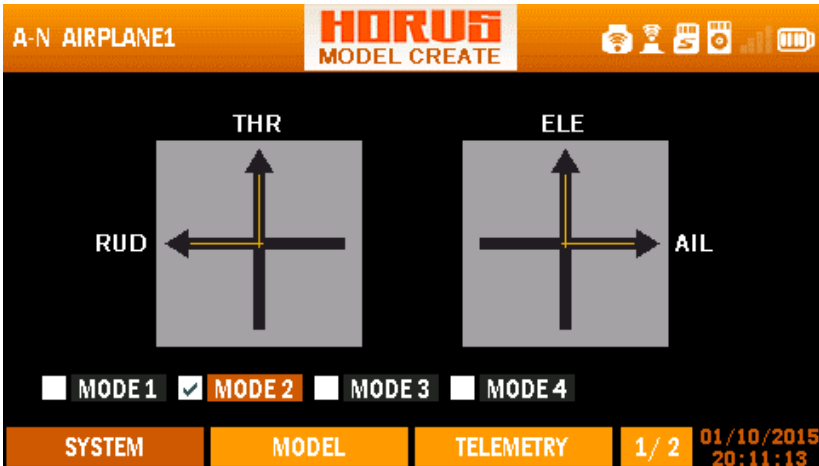 A-N AIRPLANE1
HORUS
MODEL CREATE
THR
ELE
RUD
AIL
MODE 1
MODE 2
MODE 3
MODE 4
SYSTEM
MODEL
TELEMETRY
1/2
01/10/2015
20:11:13